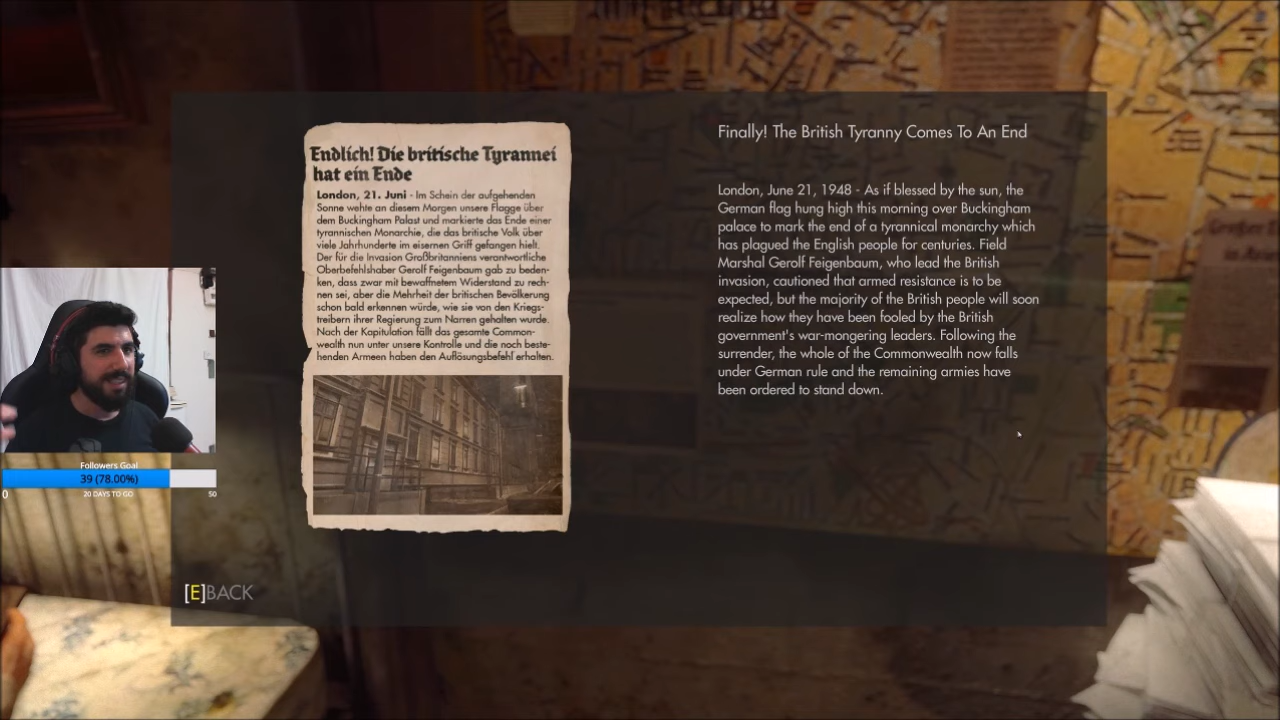 Endlich! Die britische Tyrannei
hat ein Ende
London, 21. Juni - Im Schein der aufgehenden
Sonne wehte an diesem Morgen unsere Flagge über
dem Buckingham Palast und markierte das Ende einer
tyrannischen Monarchie, die das britische Volk über
viele Jahrhunderte im eisernen Griff gefangen hielt.
Der für die Invasion Großbritanniens verantwortliche
Oberbefehlshaber Gerolf Feigenbaum gab zu beden-
ken, dass zwar mit bewaffnetem Widerstand zu rech-
nen sei, aber die Mehrheit der britischen Bevölkerung
schon bald erkennen würde, wie sie von den Kriegs-
treibern ihrer Regierung zum Narren gehalten wurde.
Nach der Kapitulation fällt das gesamte Common-
wealth nun unter unsere Kontrolle und die noch beste-
henden Armeen haben den Auflösungsbefehl erhalten.
Finally! The British Tyranny Comes To An End
London, June 21, 1948 - As if blessed by the sun, the
German flag hung high this morning over Buckingham
palace to mark the end of a tyrannical monarchy which
has plagued the English people for centuries. Field
Marshal Gerolf Feigenbaum, who lead the British
invasion, cautioned that armed resistance is to be
expected, but the majority of the British people will soon
realize how they have been fooled by the British
government's war-mongering leaders. Following the
surrender, the whole of the Commonwealth now falls
under German rule and the remaining armies have
been ordered to stand down.
Followers Goal
39 (78.00%)
0 20 DAYS TO GO 50
[E]BACK